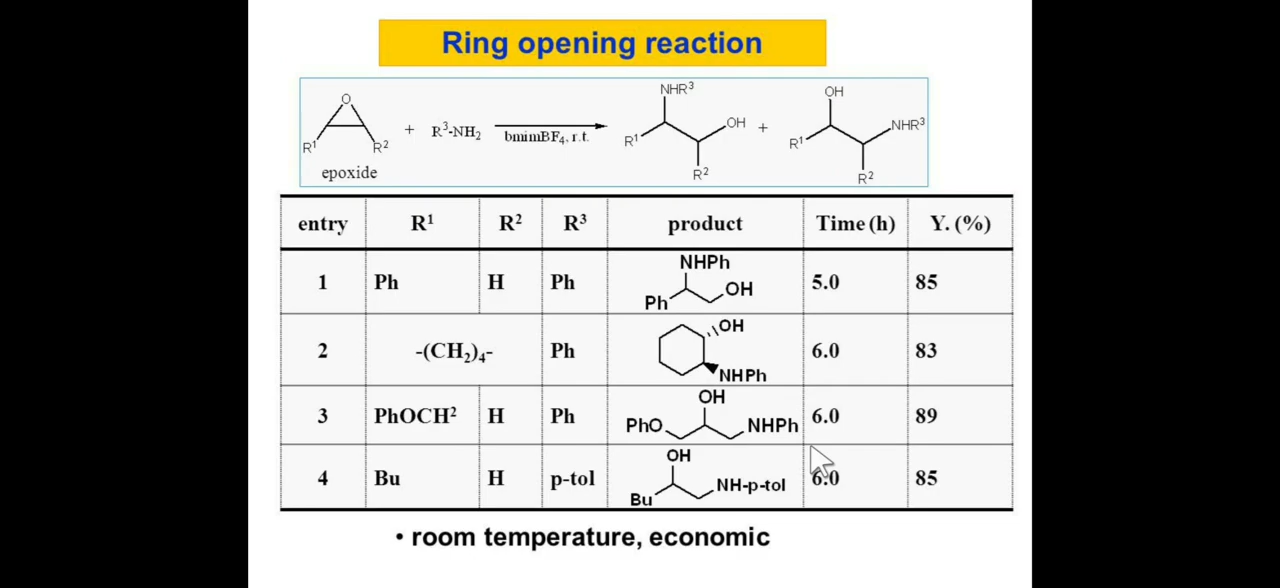 Ring opening reaction
O
R¹ R²
epoxide
+ R³-NH₂
bmimBF₄, r.t.
NHR³
R¹ OH
R²
+
OH
R¹ NHR³
R²
entry R¹ R² R³ product Time (h) Y. (%)
1 Ph H Ph NHPh Ph OH 5.0 85
2 -(CH₂)₄- Ph OH NHPh 6.0 83
3 PhOCH² H Ph OH PhO NHPh 6.0 89
4 Bu H p-tol OH Bu NH-p-tol 6.0 85
• room temperature, economic